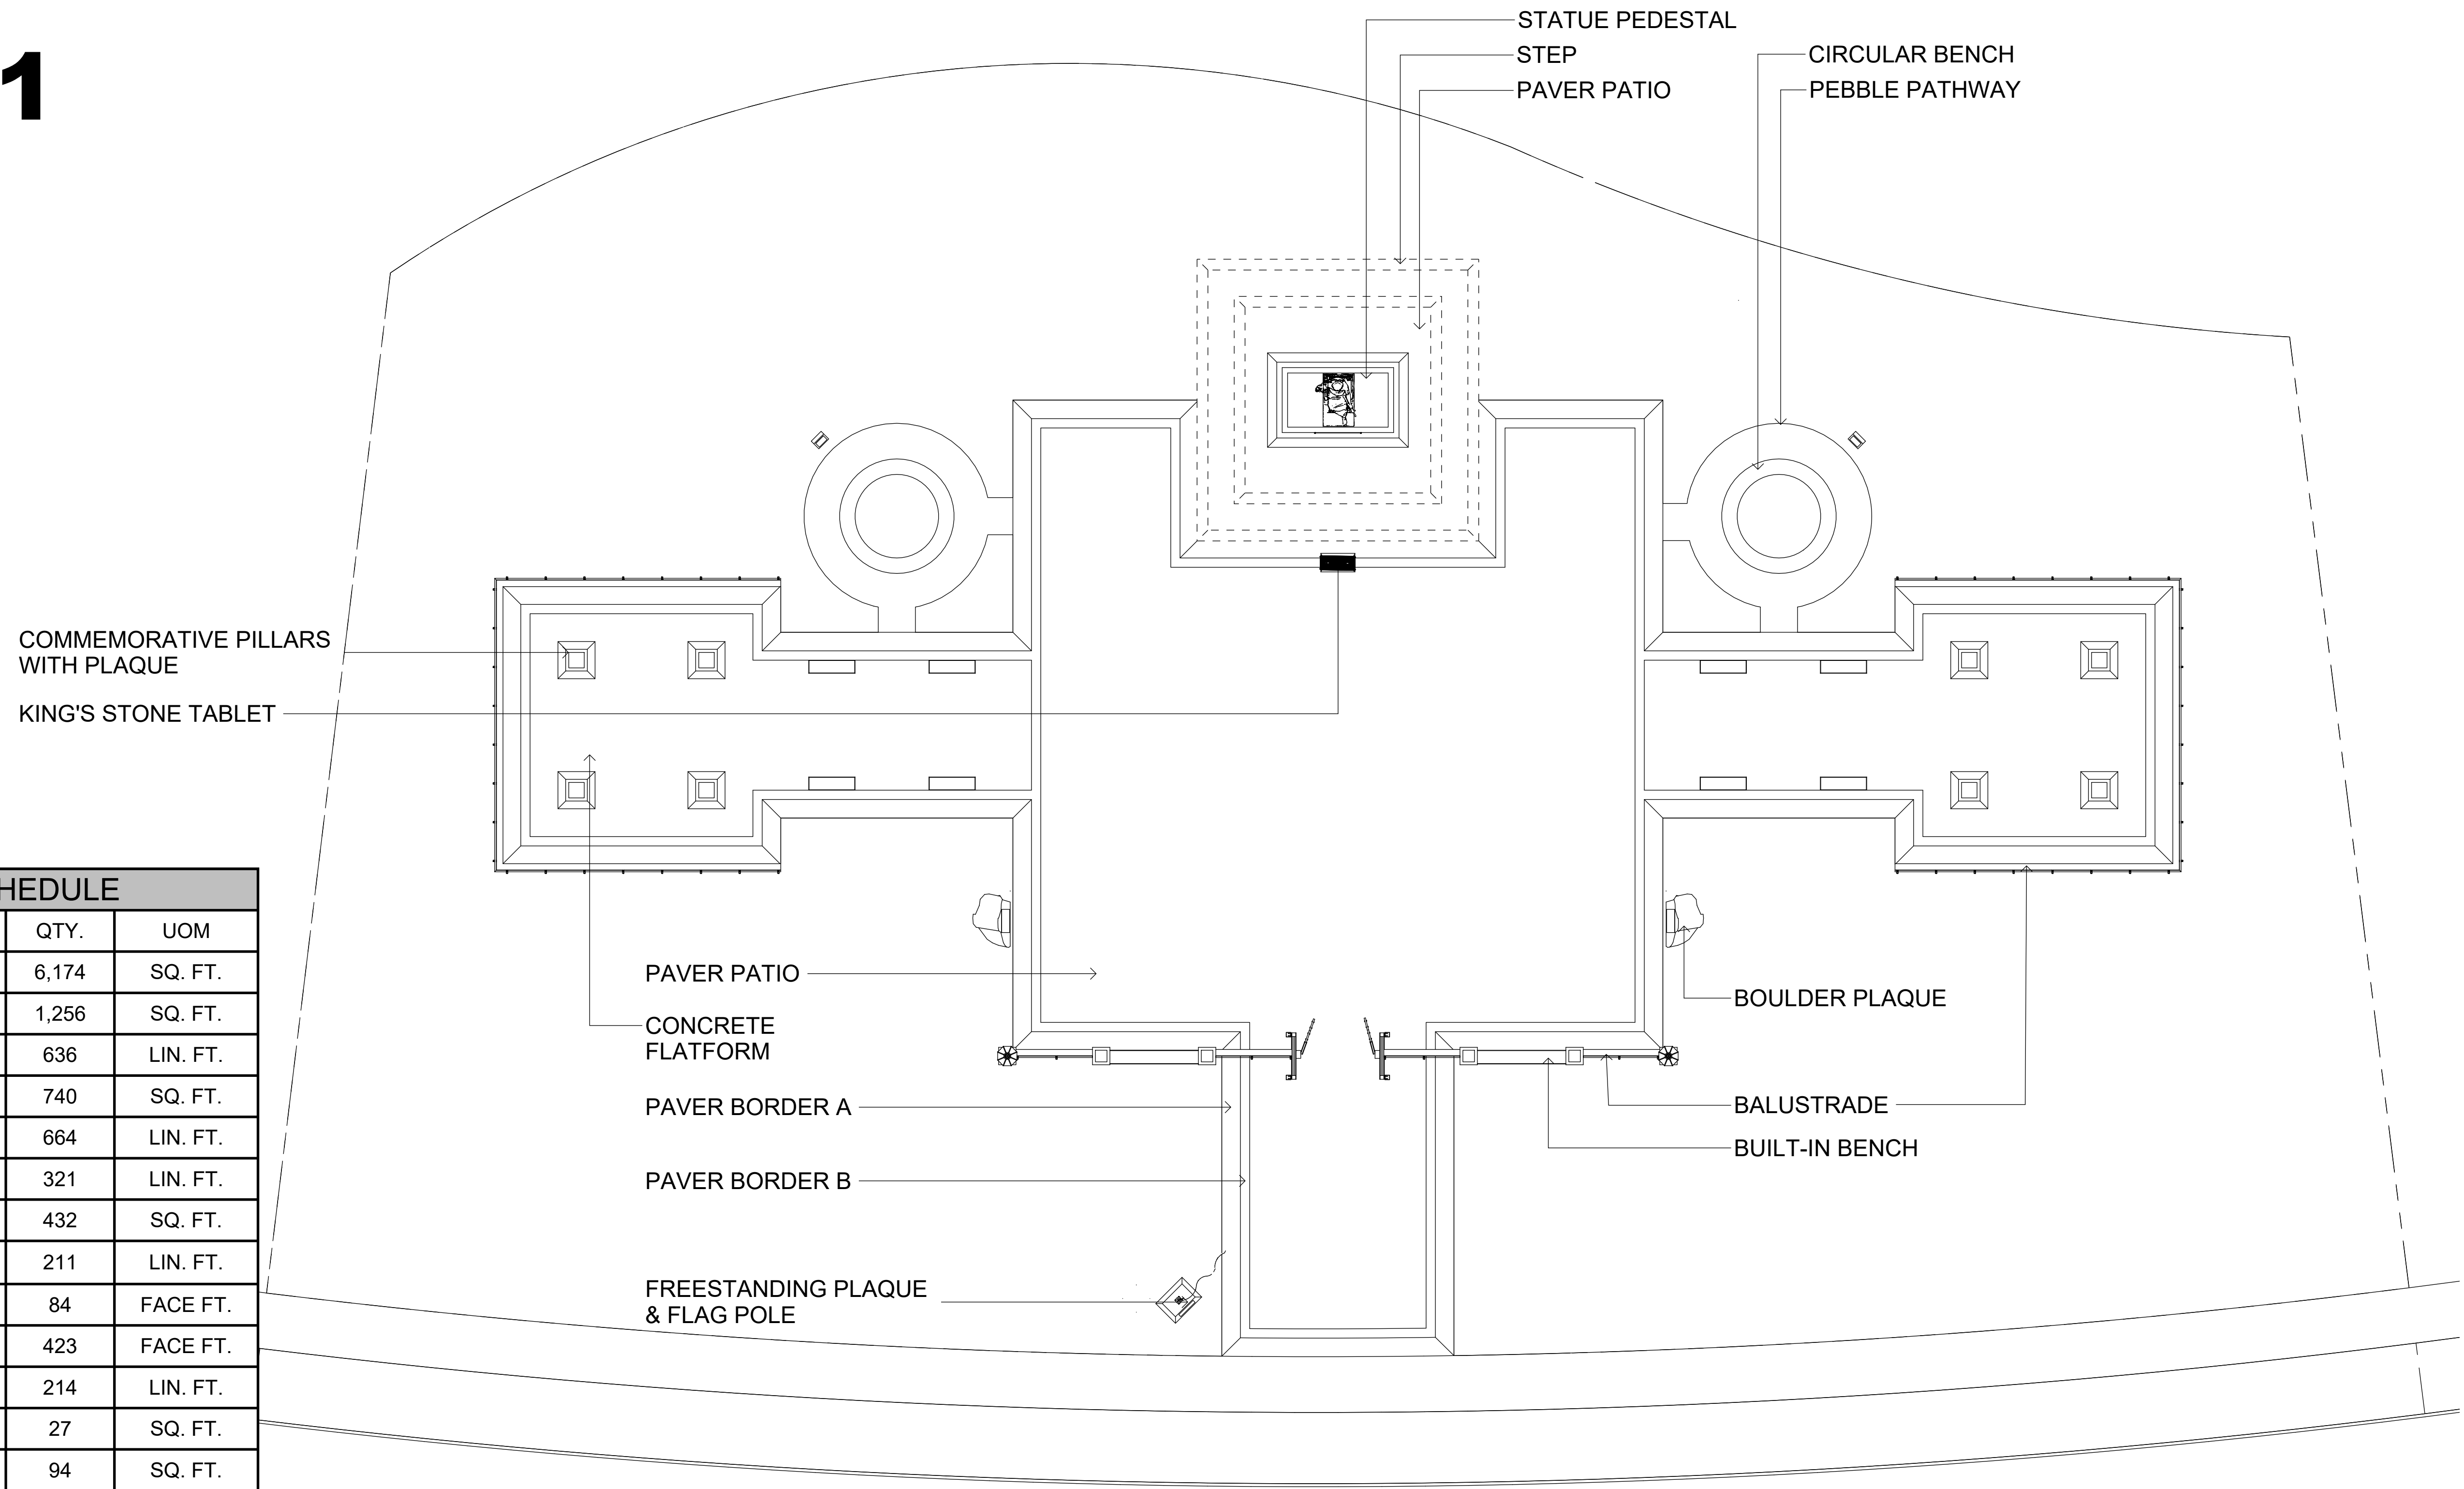 1
STATUE PEDESTAL
STEP
PAVER PATIO
CIRCULAR BENCH
PEBBLE PATHWAY
COMMEMORATIVE PILLARS
WITH PLAQUE
KING'S STONE TABLET
PAVER PATIO
CONCRETE
FLATFORM
PAVER BORDER A
PAVER BORDER B
FREESTANDING PLAQUE
& FLAG POLE
BOULDER PLAQUE
BALUSTRADE
BUILT-IN BENCH
HEDULE
QTY. UOM
6,174 SQ. FT.
1,256 SQ. FT.
636 LIN. FT.
740 SQ. FT.
664 LIN. FT.
321 LIN. FT.
432 SQ. FT.
211 LIN. FT.
84 FACE FT.
423 FACE FT.
214 LIN. FT.
27 SQ. FT.
94 SQ. FT.